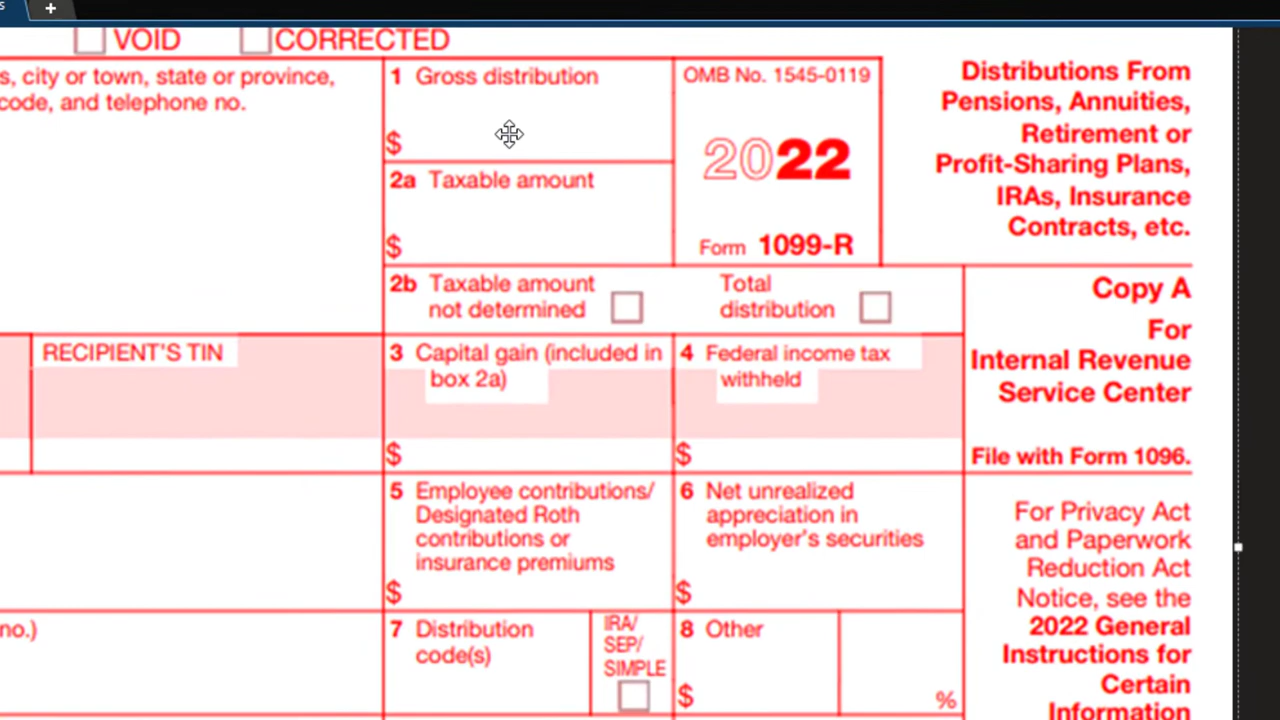 s
+
VOID
CORRECTED
s, city or town, state or province,
code, and telephone no.
1 Gross distribution
$
2a Taxable amount
$
OMB No. 1545-0119
2022
Form 1099-R
Distributions From
Pensions, Annuities,
Retirement or
Profit-Sharing Plans,
IRAs, Insurance
Contracts, etc.
2b Taxable amount
not determined
Total
distribution
Copy A
For
Internal Revenue
Service Center
File with Form 1096.
RECIPIENT'S TIN
3 Capital gain (included in
box 2a)
$
4 Federal income tax
withheld
$
5 Employee contributions/
Designated Roth
contributions or
insurance premiums
$
6 Net unrealized
appreciation in
employer's securities
$
For Privacy Act
and Paperwork
Reduction Act
Notice, see the
2022 General
Instructions for
Certain
Information
no.)
7 Distribution
code(s)
IRA/
SEP/
SIMPLE
8 Other
$
%